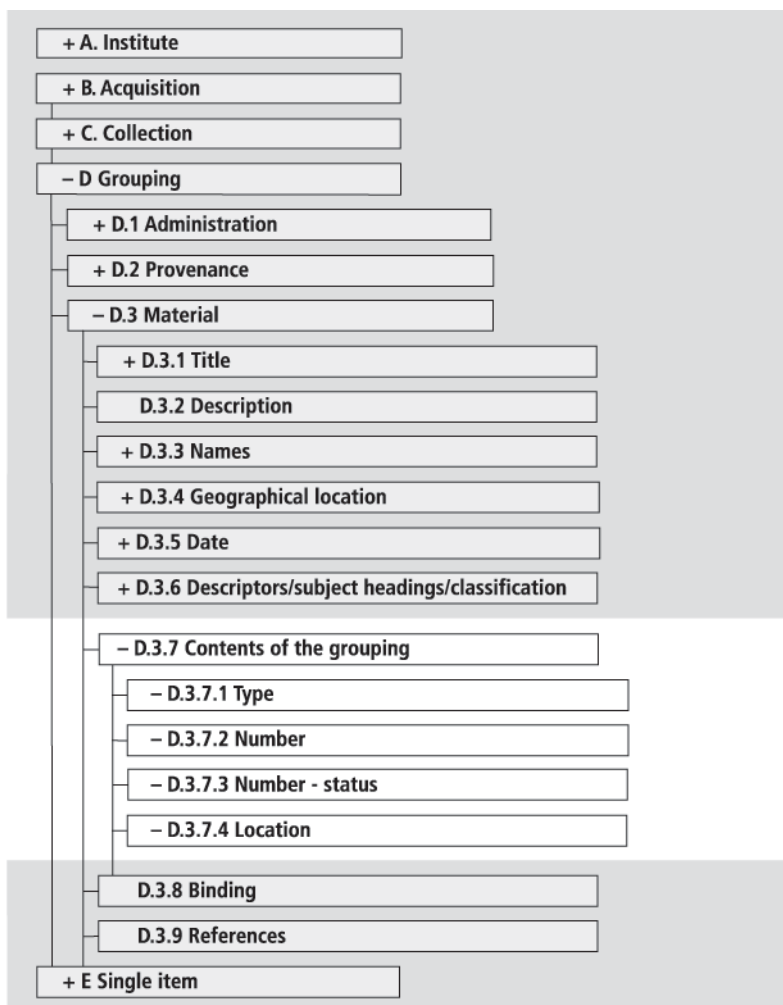 + A. Institute
+ B. Acquisition
+ C. Collection
– D Grouping
+ D.1 Administration
+ D.2 Provenance
– D.3 Material
+ D.3.1 Title
D.3.2 Description
+ D.3.3 Names
+ D.3.4 Geographical location
+ D.3.5 Date
+ D.3.6 Descriptors/subject headings/classification
– D.3.7 Contents of the grouping
– D.3.7.1 Type
– D.3.7.2 Number
– D.3.7.3 Number - status
– D.3.7.4 Location
D.3.8 Binding
D.3.9 References
+ E Single item